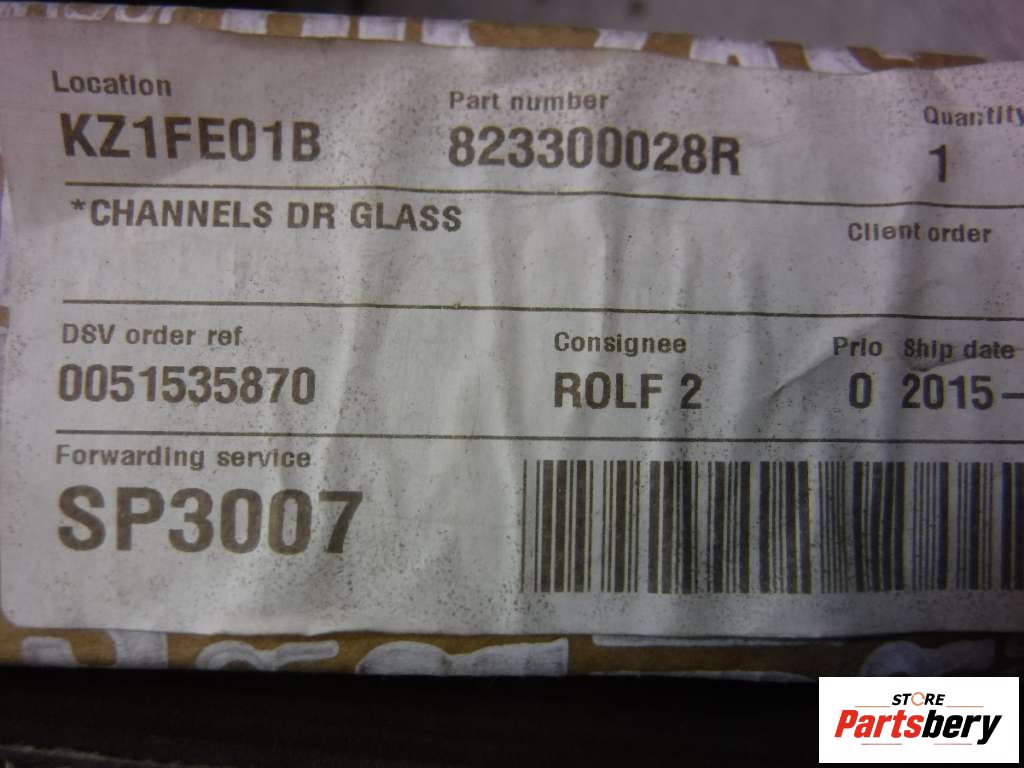 Location Part number Quantity
KZ1FE01B 823300028R 1
*CHANNELS DR GLASS
Client order
DSV order ref Consignee Prio Ship date
0051535870 ROLF 2 0 2015-
Forwarding service
SP3007
STORE
Partsbery